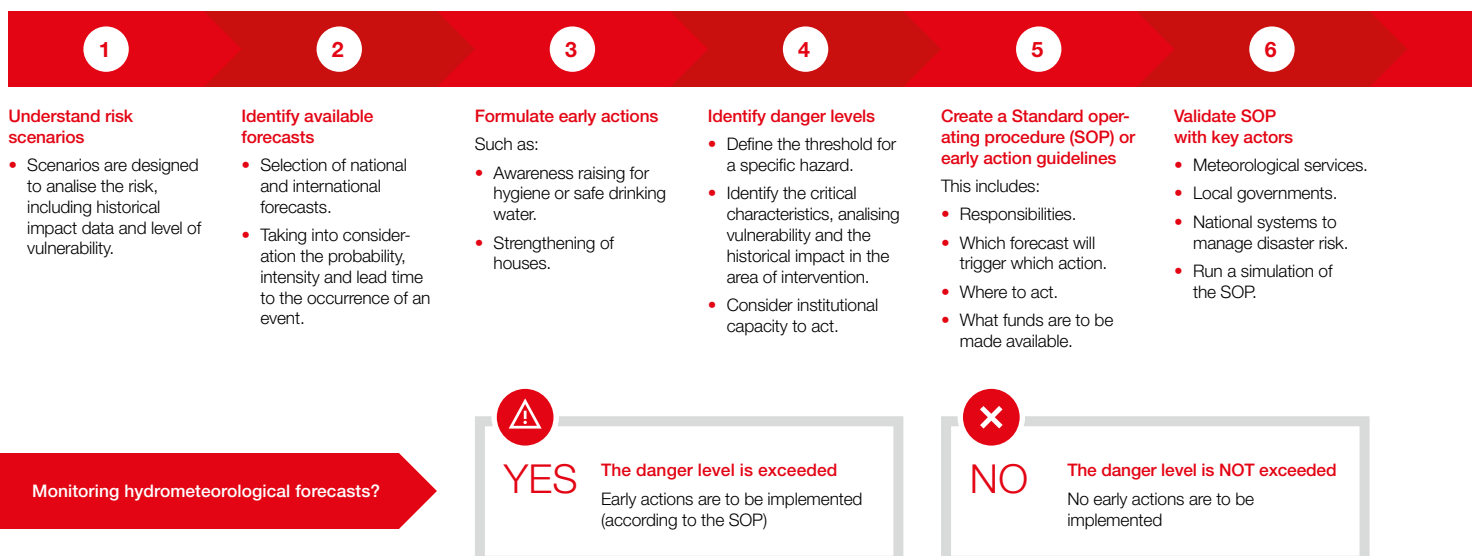 1
2
3
4
5
6
Understand risk
scenarios
• Scenarios are designed
to analise the risk,
including historical
impact data and level of
vulnerability.
Identify available
forecasts
• Selection of national
and international
forecasts.
• Taking into consider-
ation the probability,
intensity and lead time
to the occurrence of an
event.
Formulate early actions
Such as:
• Awareness raising for
hygiene or safe drinking
water.
• Strengthening of
houses.
Identify danger levels
• Define the threshold for
a specific hazard.
• Identify the critical
characteristics, analising
vulnerability and the
historical impact in the
area of intervention.
• Consider institutional
capacity to act.
Create a Standard oper-
ating procedure (SOP) or
early action guidelines
This includes:
• Responsibilities.
• Which forecast will
trigger which action.
• Where to act.
• What funds are to be
made available.
Validate SOP
with key actors
• Meteorological services.
• Local governments.
• National systems to
manage disaster risk.
• Run a simulation of
the SOP.
Monitoring hydrometeorological forecasts?
YES
The danger level is exceeded
Early actions are to be implemented
(according to the SOP)
NO
The danger level is NOT exceeded
No early actions are to be
implemented